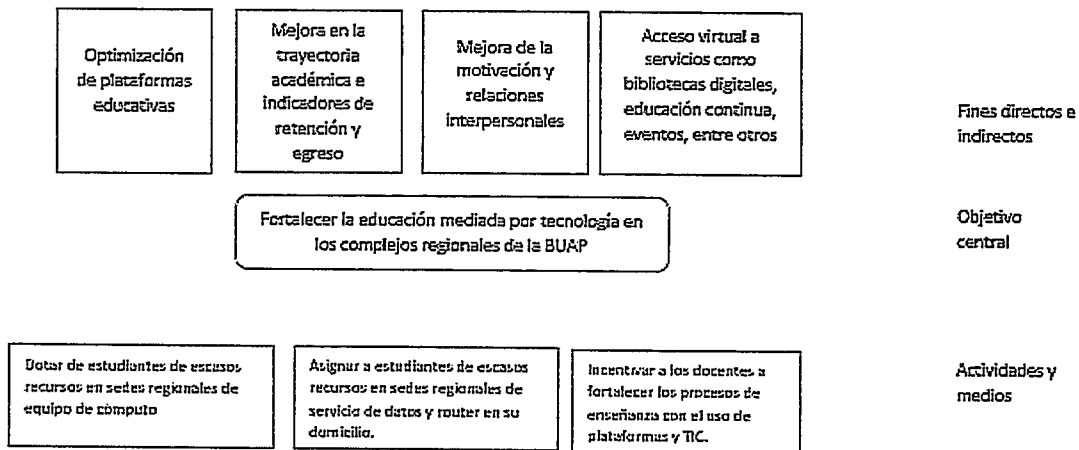 Optimización
de plataformas
educativas
Mejora en la
trayectoria
académica e
indicadores de
retención y
egreso
Mejora de la
motivación y
relaciones
interpersonales
Acceso virtual a
servicios como
bibliotecas digitales,
educación continua,
eventos, entre otros
Fines directos e
indirectos
Fortalecer la educación mediada por tecnología en
los complejos regionales de la BUAP
Objetivo
central
Dotar de estudiantes de escasos
recursos en sedes regionales de
equipo de cómputo
Asignar a estudiantes de escasos
recursos en sedes regionales de
servicio de datos y router en su
domicilio.
Incentivar a los docentes a
fortalecer los procesos de
enseñanza con el uso de
plataformas y TIC.
Actividades y
medios